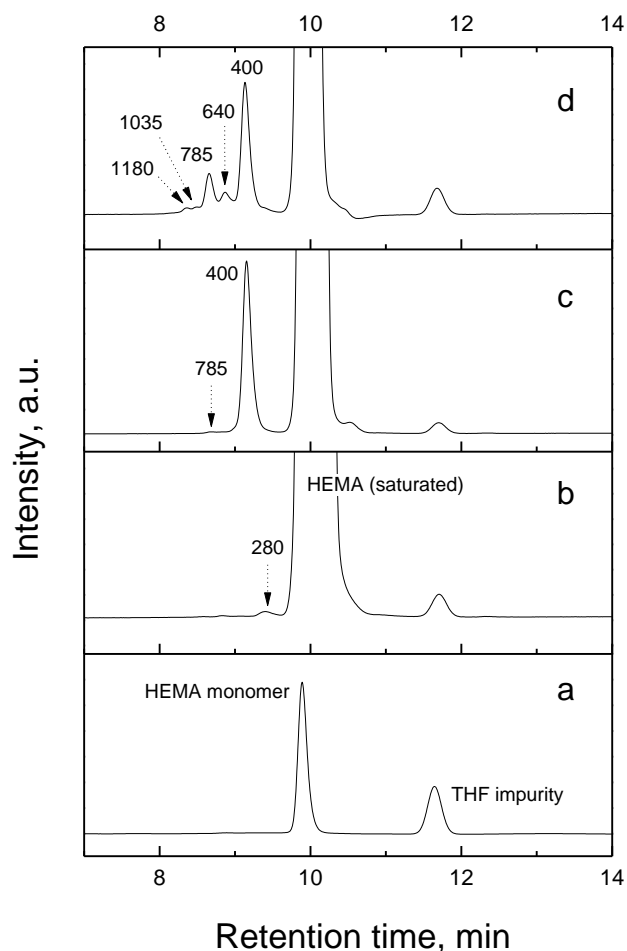 8 10 12 14
400
d
640
1035
785
1180
400
c
785
HEMA (saturated)
b
280
HEMA monomer
a
THF impurity
8 10 12 14
Intensity, a.u.
Retention time, min